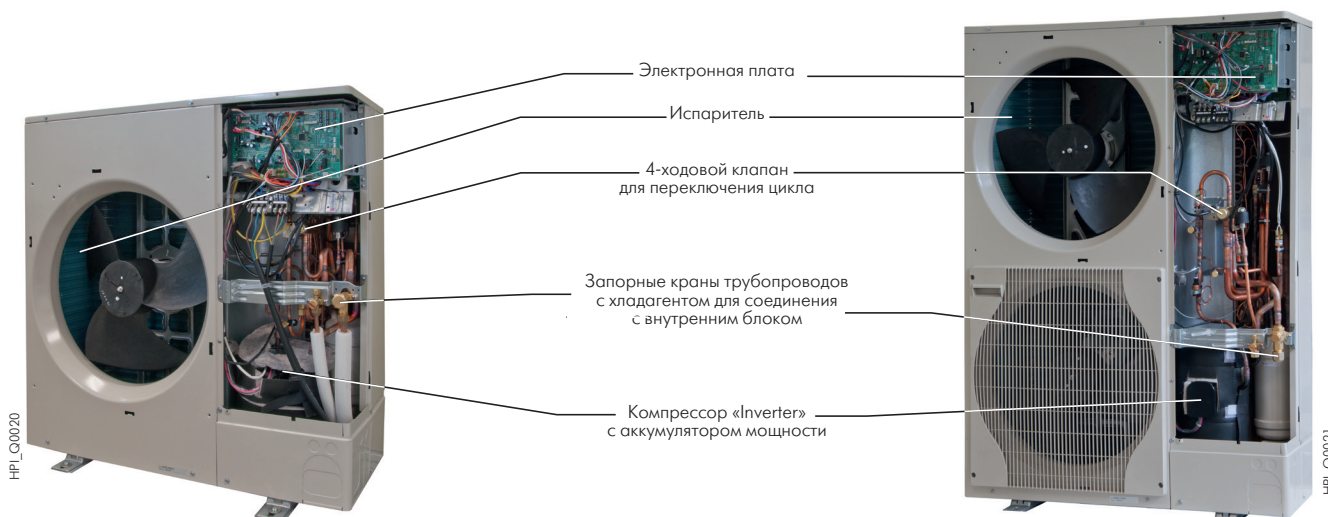 Электронная плата
Испаритель
4-ходовой клапан
для переключения цикла
Запорные краны трубопроводов
с хладагентом для соединения
с внутренним блоком
Компрессор «Inverter»
с аккумулятором мощности
HPI_Q0020
HPI_Q0021